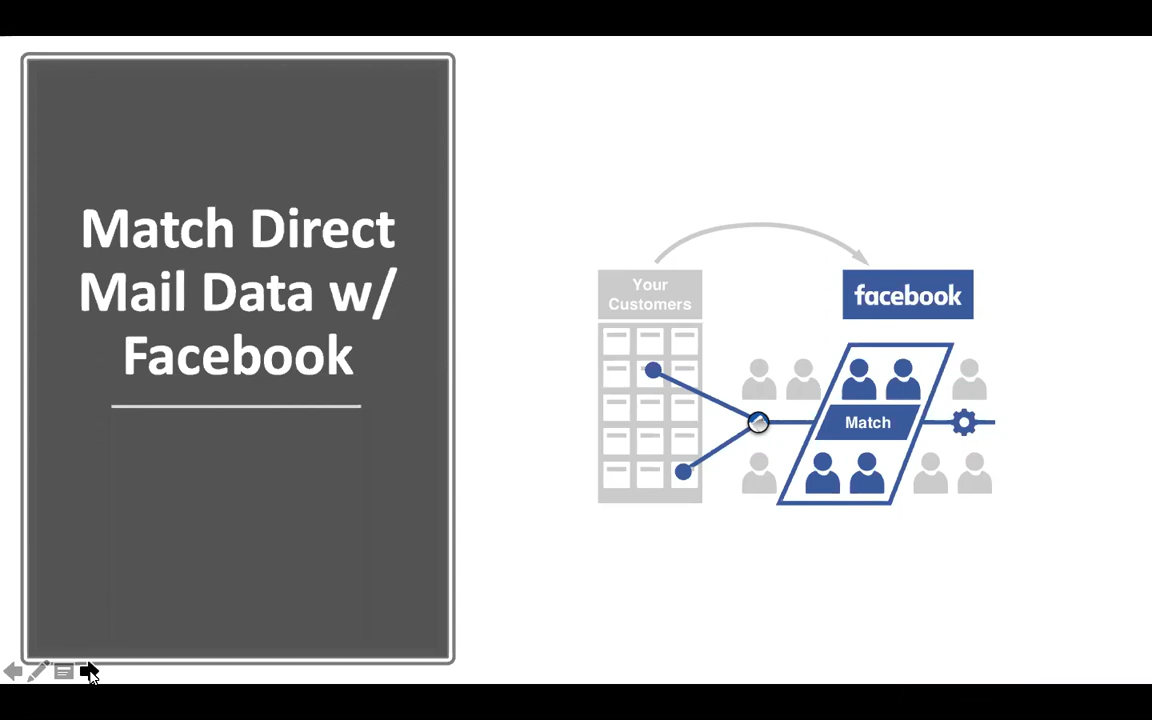 Match Direct
Mail Data w/
Facebook
Your
Customers
facebook
Match